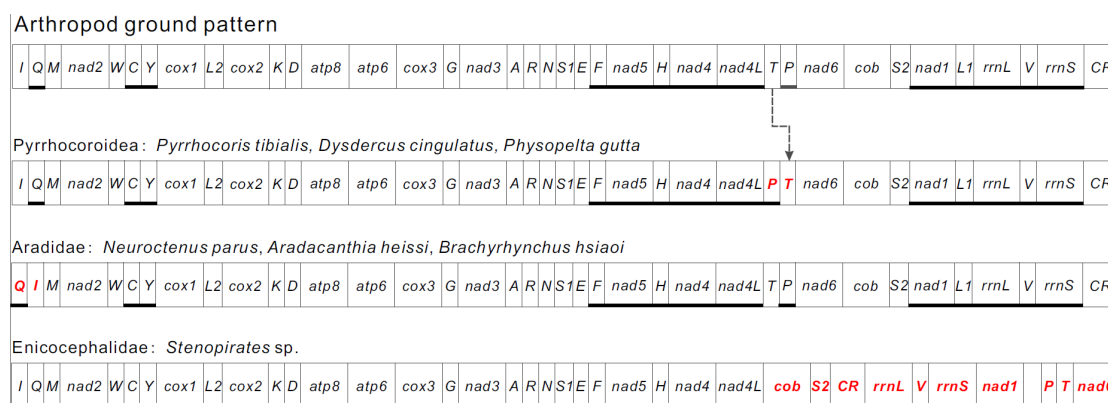 Arthropod ground pattern
I Q M nad2 W C Y cox1 L2 cox2 K D atp8 atp6 cox3 G nad3 A R N S1 E F nad5 H nad4 nad4L T P nad6 cob S2 nad1 L1 rrnL V rrnS CR
Pyrrhocoroidea: Pyrrhocoris tibialis, Dysdercus cingulatus, Physopelta gutta
I Q M nad2 W C Y cox1 L2 cox2 K D atp8 atp6 cox3 G nad3 A R N S1 E F nad5 H nad4 nad4L P T nad6 cob S2 nad1 L1 rrnL V rrnS CR
Aradidae: Neuroctenus parus, Aradacanthia heissi, Brachyrhynchus hsiaoi
Q I M nad2 W C Y cox1 L2 cox2 K D atp8 atp6 cox3 G nad3 A R N S1 E F nad5 H nad4 nad4L T P nad6 cob S2 nad1 L1 rrnL V rrnS CR
Enicocephalidae: Stenopirates sp.
I Q M nad2 W C Y cox1 L2 cox2 K D atp8 atp6 cox3 G nad3 A R N S1 E F nad5 H nad4 nad4L cob S2 CR rrnL V rrnS nad1 P T nad6